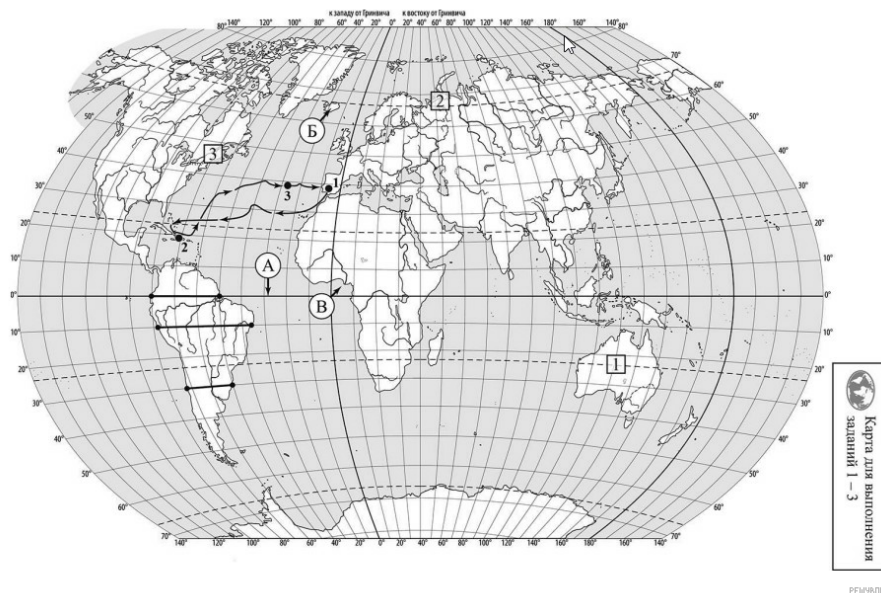 к западу от Гринвича к востоку от Гринвича
80° 140° 120° 100° 80° 60° 40° 20° 0° 20° 40° 60° 80° 100° 120° 140° 160° 180° 160° 80°
70° 70°
60° 60°
50° 2 50°
Б
40° 3 40°
30° 3 1 30°
20° 2 20°
10° А 10°
0° В 0°
10° 10°
20° 1 20°
30° 30°
40° 40°
50° 50°
60° 60°
70° 70°
140° 120° 100° 80° 60° 40° 20° 0° 20° 40° 60° 80° 100° 120° 140° 180° 160°
Карта для выполнения
заданий 1 – 3